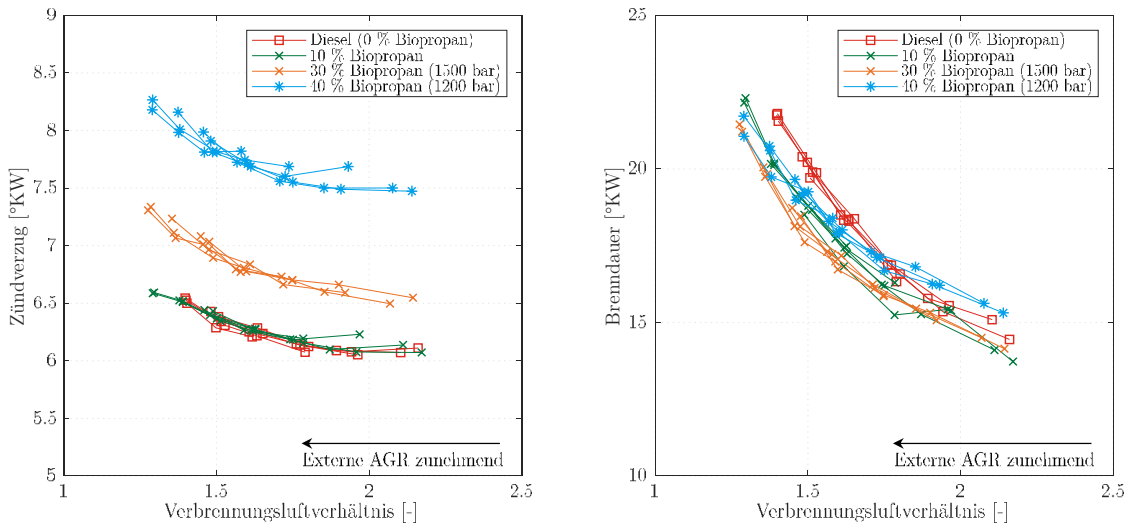 9
8.5
8
7.5
7
6.5
6
5.5
5
Zündverzug [°KW]
Diesel (0 % Biopropan)
10 % Biopropan
30 % Biopropan (1500 bar)
40 % Biopropan (1200 bar)
Externe AGR zunehmend
1
1.5
2
2.5
Verbrennungsluftverhältnis [-]
25
20
15
10
Brenndauer [°KW]
Diesel (0 % Biopropan)
10 % Biopropan
30 % Biopropan (1500 bar)
40 % Biopropan (1200 bar)
Externe AGR zunehmend
1
1.5
2
2.5
Verbrennungsluftverhältnis [-]